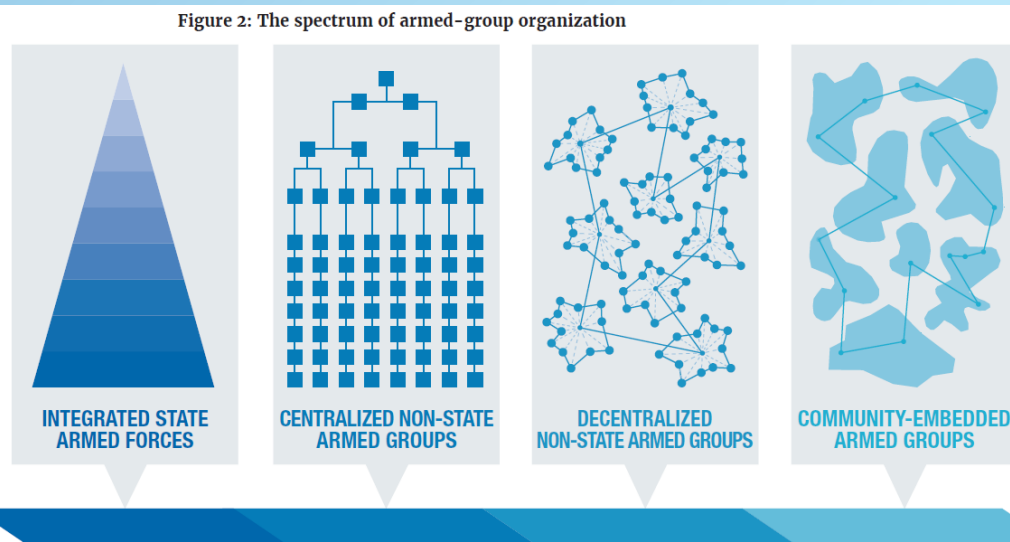 Figure 2: The spectrum of armed-group organization
INTEGRATED STATE
ARMED FORCES
CENTRALIZED NON-STATE
ARMED GROUPS
DECENTRALIZED
NON-STATE ARMED GROUPS
COMMUNITY-EMBEDDED
ARMED GROUPS